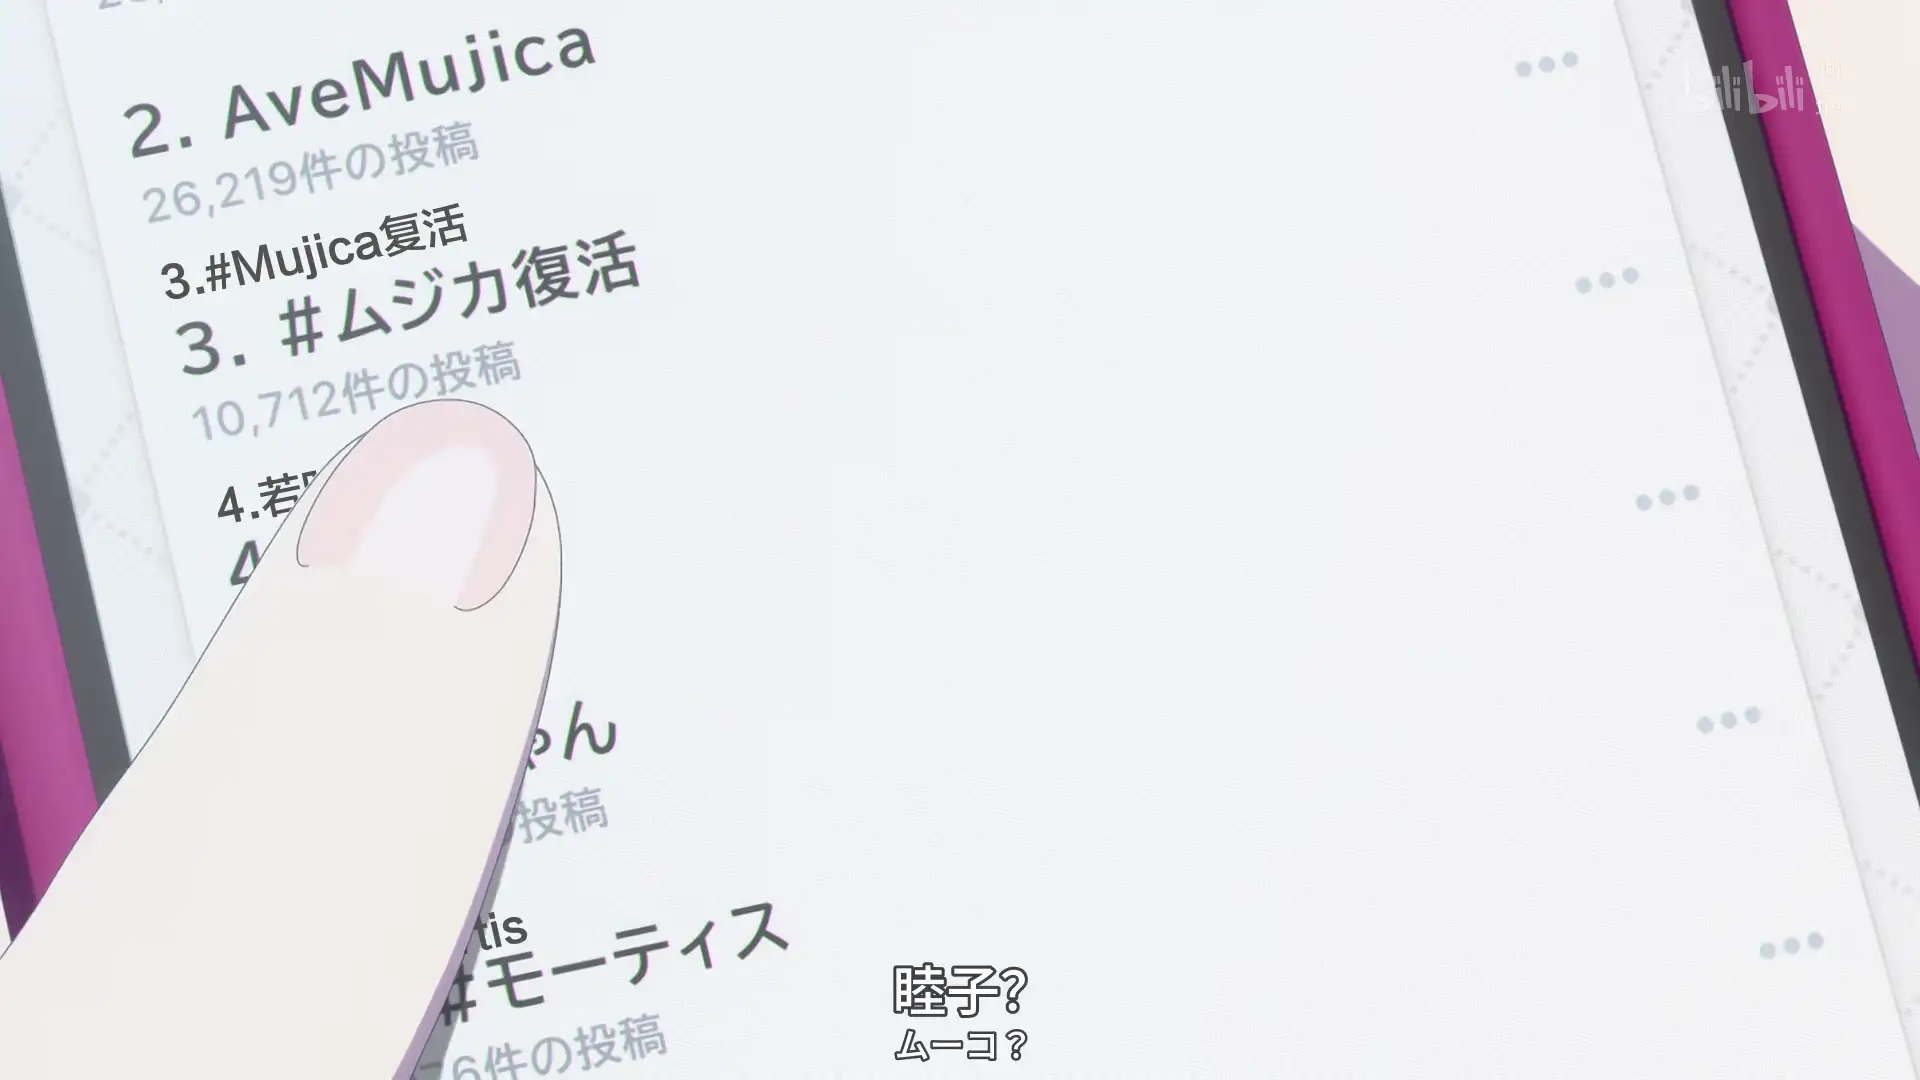 2. AveMujica
bilibili
26,219件の投稿
3.#Mujica复活
3. #ムジカ復活
10,712件の投稿
4.若
4
ゃん
投稿
tis
#モーティス
6件の投稿
睦子?
ムーコ?